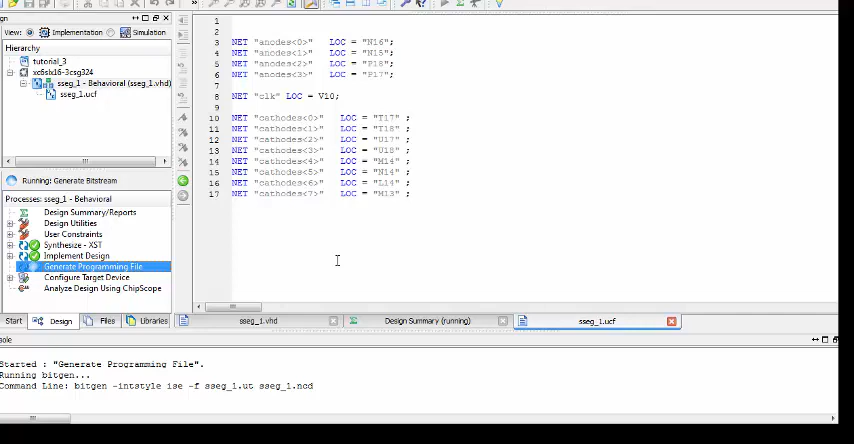 View:
Implementation
Simulation
Hierarchy
tutorial_3
xc6slx16-3csg324
sseg_1 - Behavioral (sseg_1.vhd)
sseg_1.ucf
Running: Generate Bitstream
Processes: sseg_1 - Behavioral
Design Summary/Reports
Design Utilities
User Constraints
Synthesize - XST
Implement Design
Generate Programming File
Configure Target Device
Analyze Design Using ChipScope
Start
Design
Files
Libraries
1
2
3 NET "anodes<0>" LOC = "N16";
4 NET "anodes<1>" LOC = "N15";
5 NET "anodes<2>" LOC = "P18";
6 NET "anodes<3>" LOC = "P17";
7
8 NET "clk" LOC = V10;
9
10 NET "cathodes<0>" LOC = "T17" ;
11 NET "cathodes<1>" LOC = "T18" ;
12 NET "cathodes<2>" LOC = "U17" ;
13 NET "cathodes<3>" LOC = "U18" ;
14 NET "cathodes<4>" LOC = "M14" ;
15 NET "cathodes<5>" LOC = "N14" ;
16 NET "cathodes<6>" LOC = "L14" ;
17 NET "cathodes<7>" LOC = "M13" ;
sseg_1.vhd
Design Summary (running)
sseg_1.ucf
Started : "Generate Programming File".
Running bitgen...
Command Line: bitgen -intstyle ise -f sseg_1.ut sseg_1.ncd